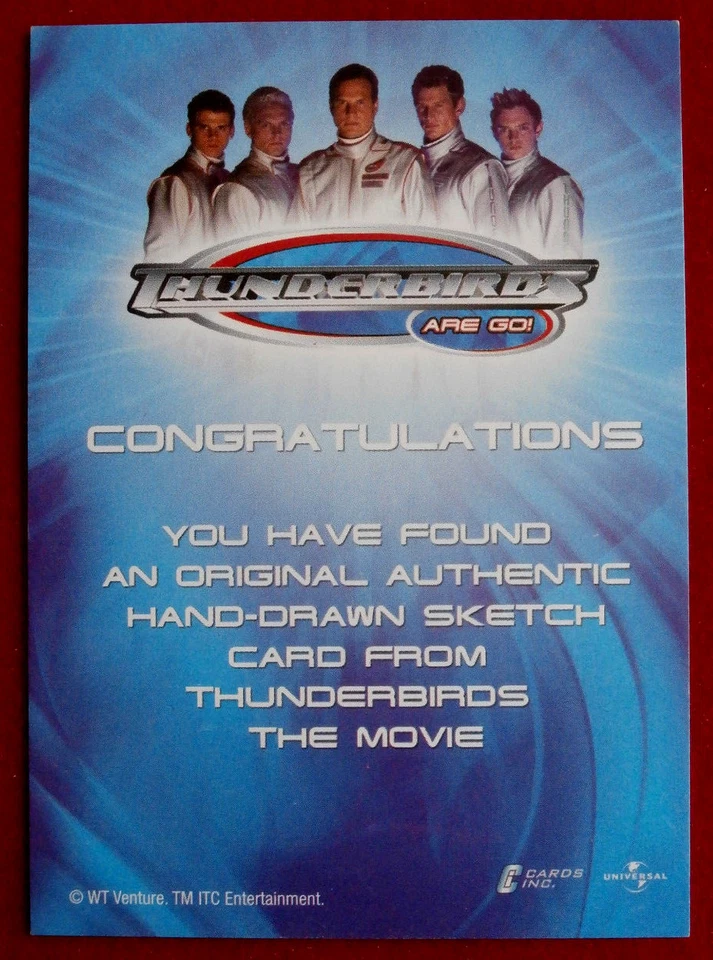 THUNDERBIRDS
ARE GO!
CONGRATULATIONS
YOU HAVE FOUND
AN ORIGINAL AUTHENTIC
HAND-DRAWN SKETCH
CARD FROM
THUNDERBIRDS
THE MOVIE
© WT Venture. TM ITC Entertainment.
CARDS
INC.
UNIVERSAL